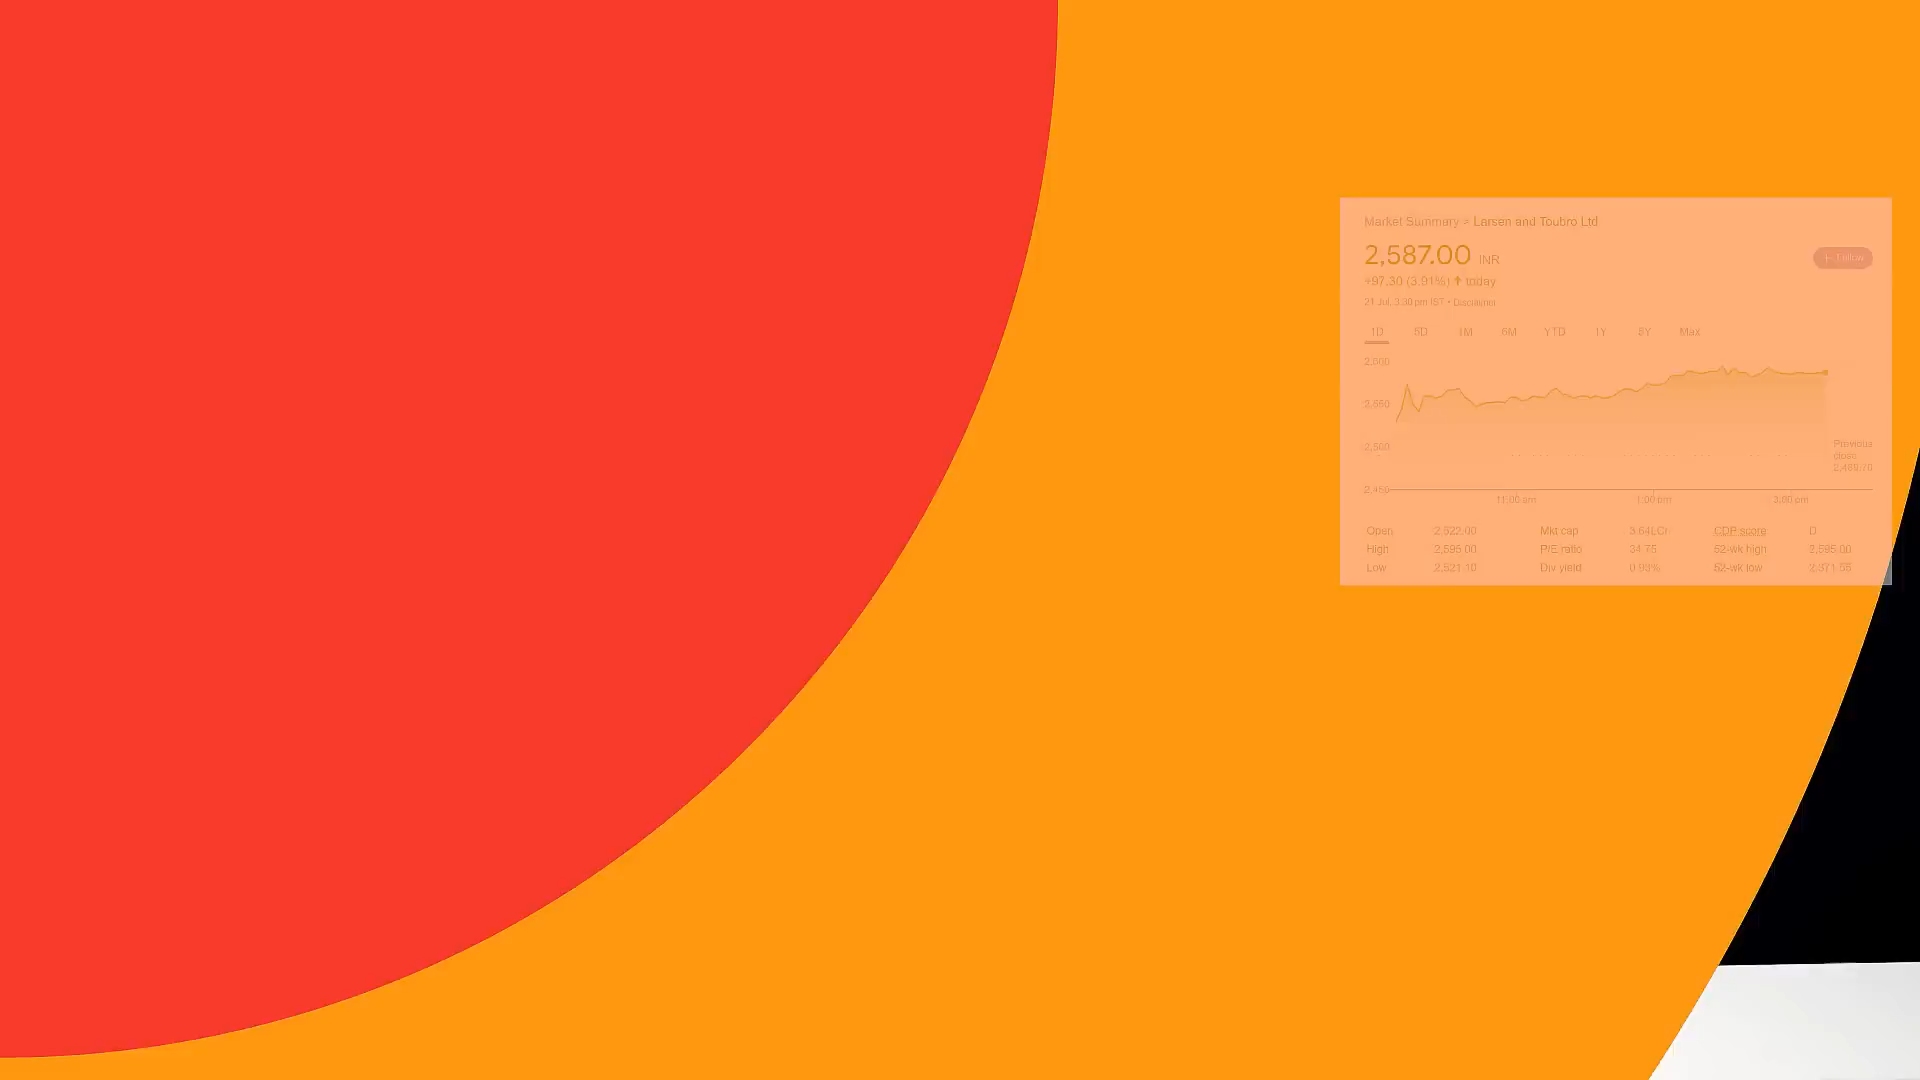 Market Summary > Larsen and Toubro Ltd
2,587.00 INR
+ Follow
+97.30 (3.91%) ↑ today
21 Jul, 3:30 pm IST • Disclaimer
1D 5D 1M 6M YTD 1Y 5Y Max
2,600
2,550
2,500
Previous
close
2,489.70
2,450
11:00 am 1:00 pm 3:00 pm
Open 2,522.00 Mkt cap 3.64LCr CDP score D
High 2,595.00 P/E ratio 34.75 52-wk high 2,595.00
Low 2,521.10 Div yield 0.93% 52-wk low